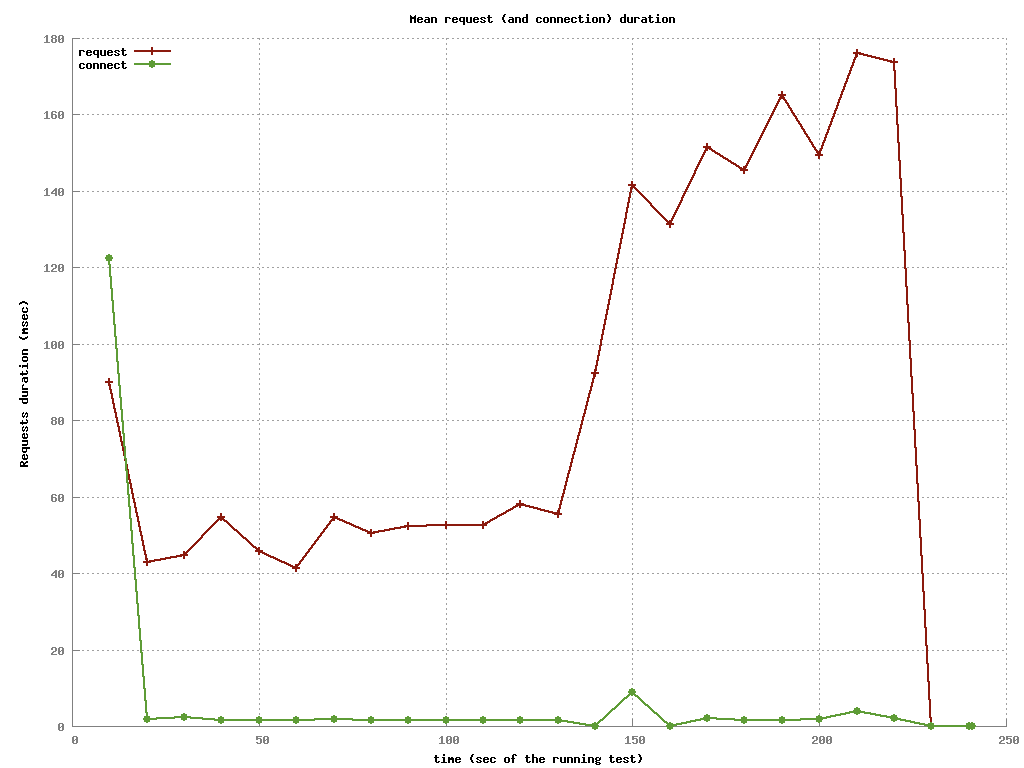 Mean request (and connection) duration
request
connect
180
160
140
120
100
80
60
40
20
0
Requests duration (msec)
0 50 100 150 200 250
time (sec of the running test)